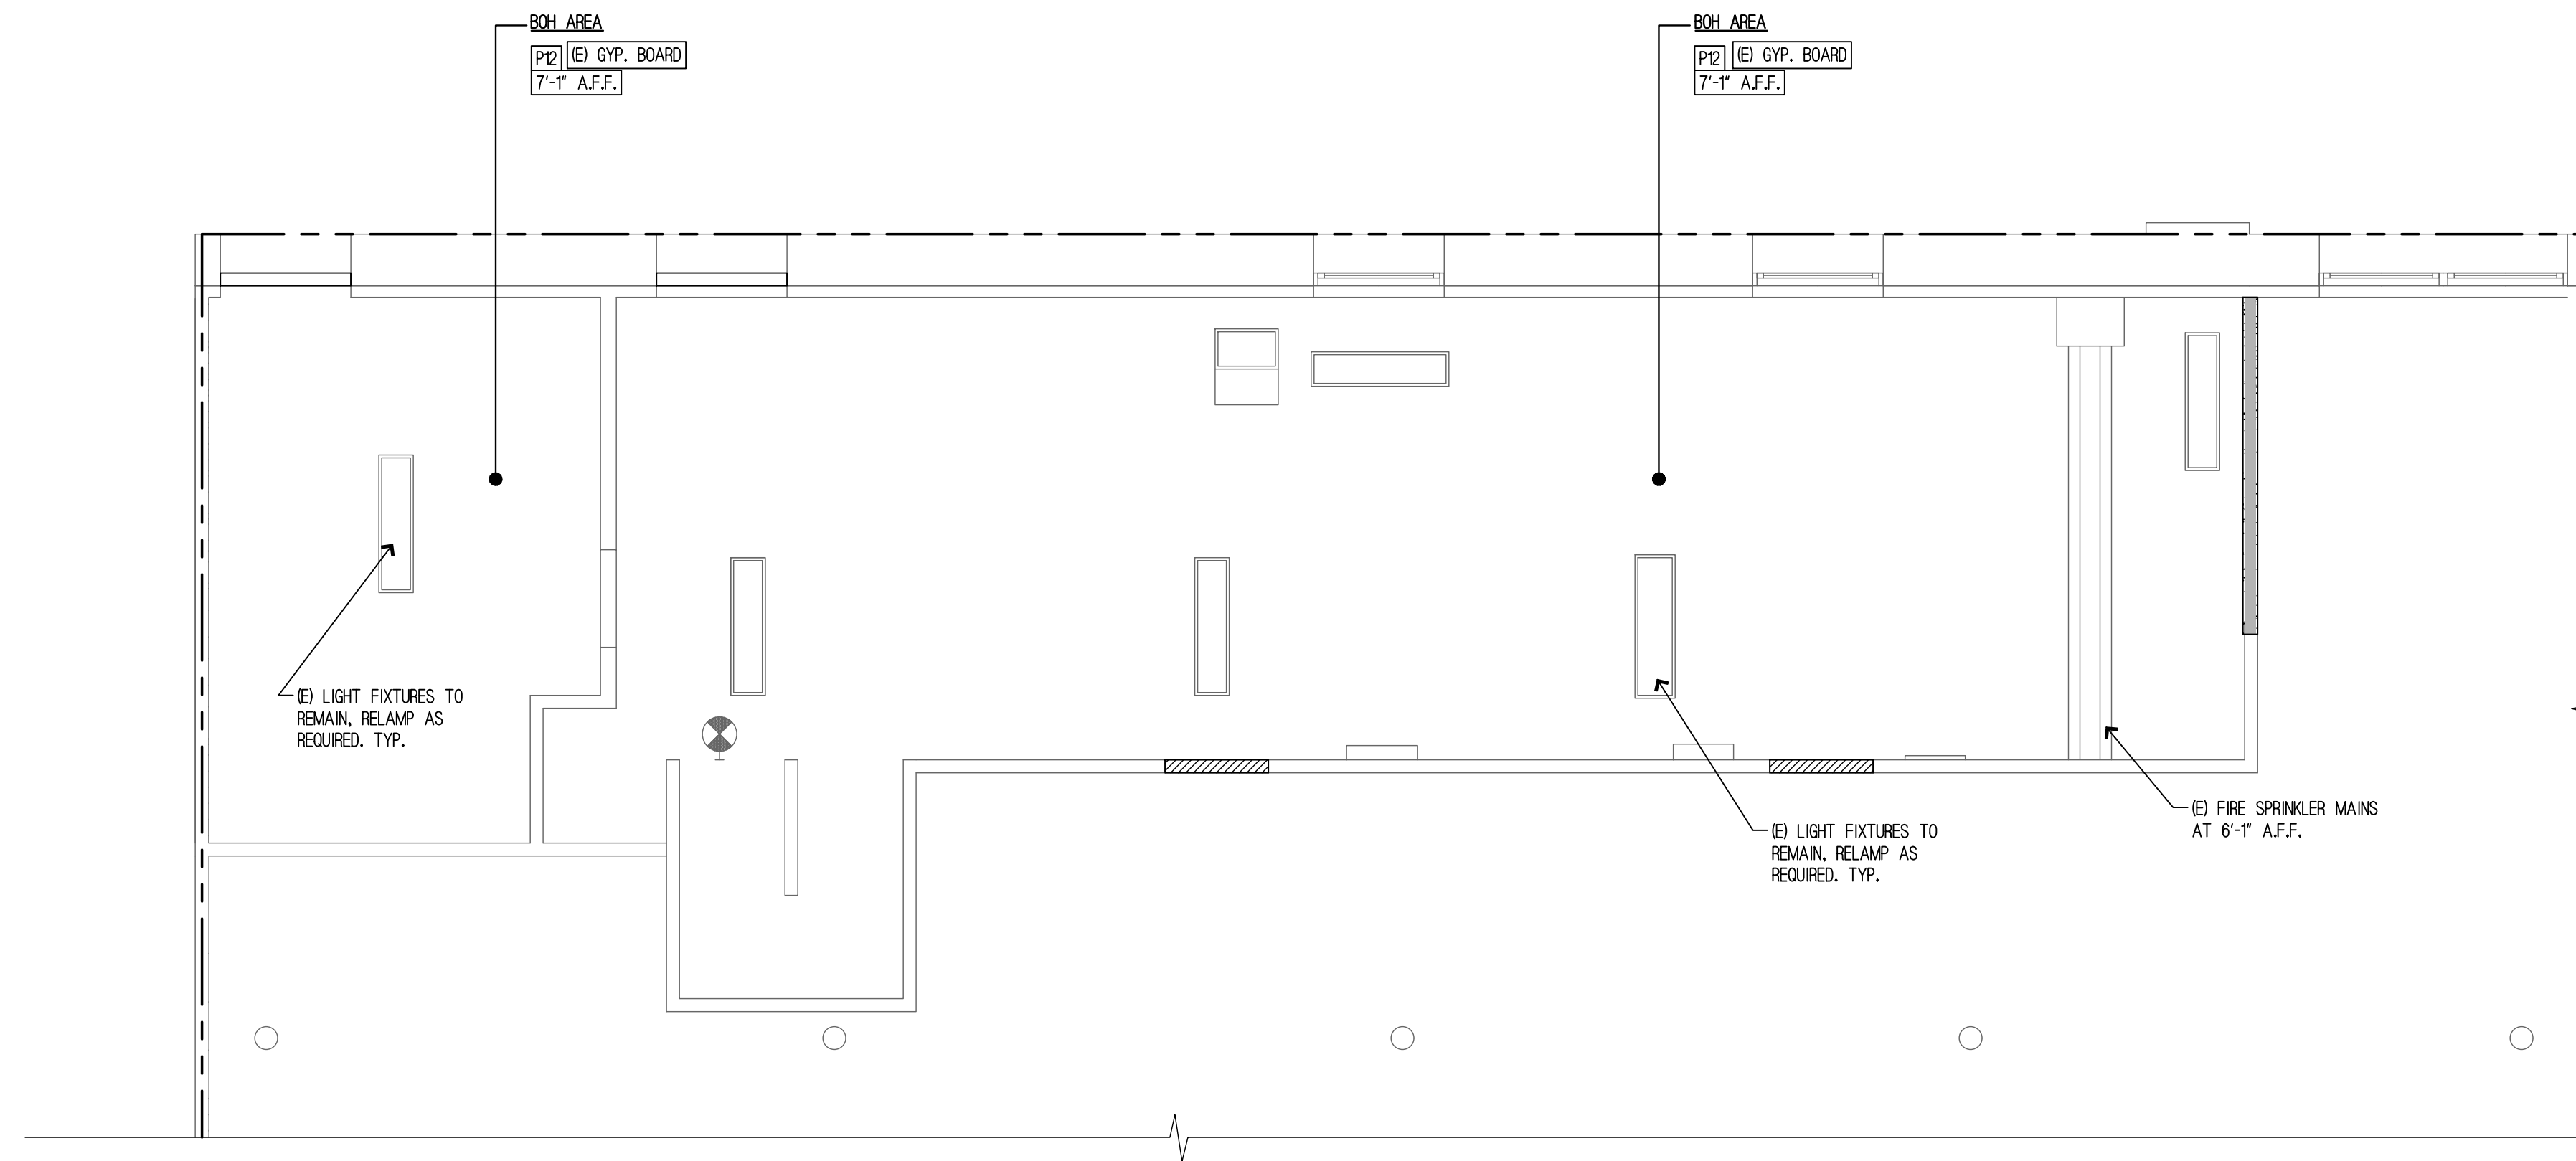 BOH AREA
P12 (E) GYP. BOARD
7'-1" A.F.F.
BOH AREA
P12 (E) GYP. BOARD
7'-1" A.F.F.
(E) LIGHT FIXTURES TO
REMAIN, RELAMP AS
REQUIRED. TYP.
(E) LIGHT FIXTURES TO
REMAIN, RELAMP AS
REQUIRED. TYP.
(E) FIRE SPRINKLER MAINS
AT 6'-1" A.F.F.